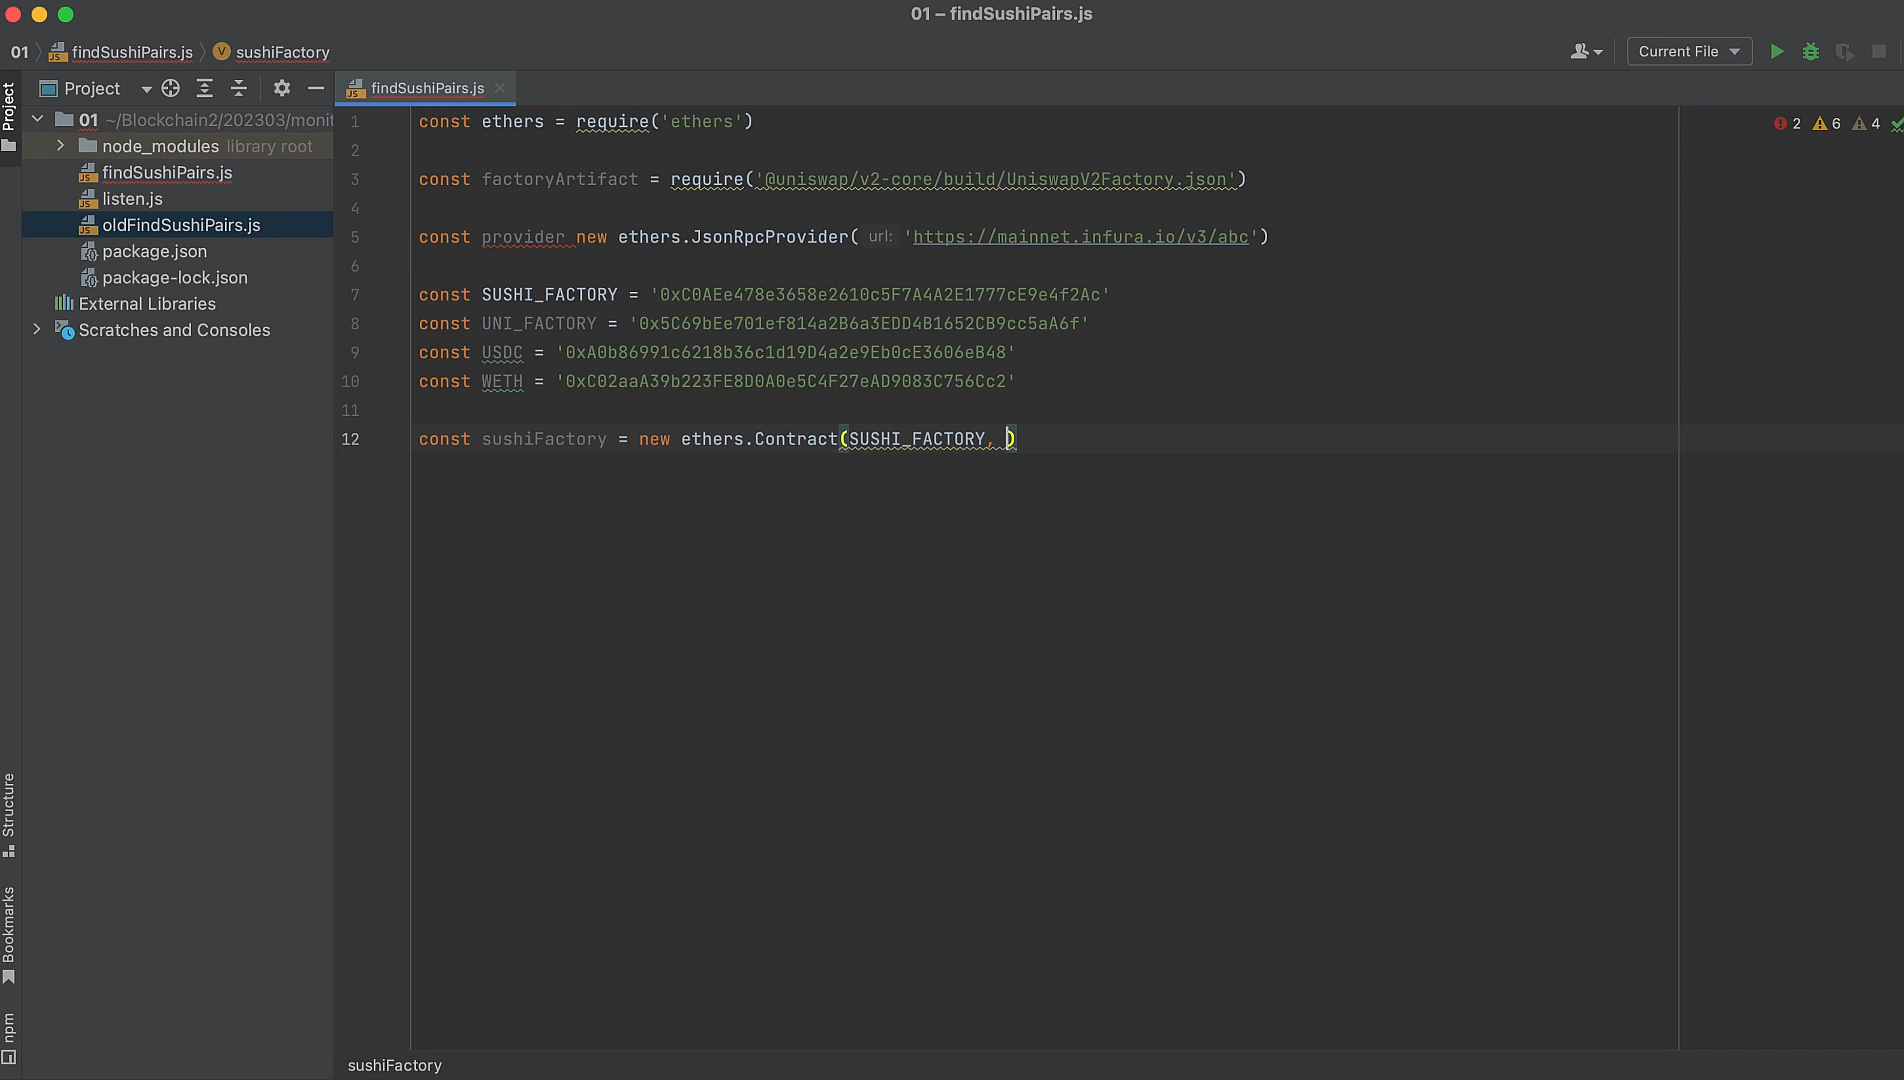 01 – findSushiPairs.js
01 findSushiPairs.js sushiFactory
Current File
Project
findSushiPairs.js
Project
01 ~/Blockchain2/202303/monit
node_modules library root
findSushiPairs.js
listen.js
oldFindSushiPairs.js
package.json
package-lock.json
External Libraries
Scratches and Consoles
2 6 4
1 const ethers = require('ethers')
2
3 const factoryArtifact = require('@uniswap/v2-core/build/UniswapV2Factory.json')
4
5 const provider new ethers.JsonRpcProvider( url: 'https://mainnet.infura.io/v3/abc')
6
7 const SUSHI_FACTORY = '0xC0AEe478e3658e2610c5F7A4A2E1777cE9e4f2Ac'
8 const UNI_FACTORY = '0x5C69bEe701ef814a2B6a3EDD4B1652CB9cc5aA6f'
9 const USDC = '0xA0b86991c6218b36c1d19D4a2e9Eb0cE3606eB48'
10 const WETH = '0xC02aaA39b223FE8D0A0e5C4F27eAD9083C756Cc2'
11
12 const sushiFactory = new ethers.Contract(SUSHI_FACTORY, )
Structure
Bookmarks
npm
sushiFactory